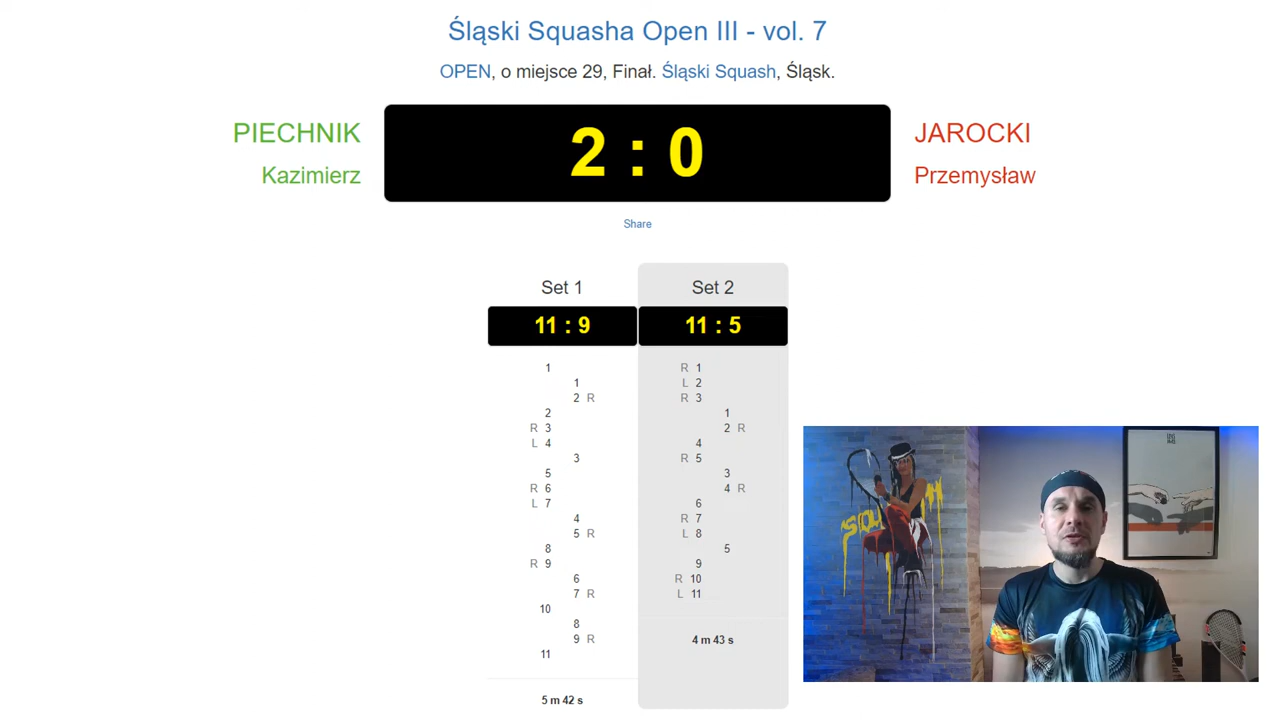 Śląski Squasha Open III - vol. 7
OPEN, o miejsce 29, Finał. Śląski Squash, Śląsk.
PIECHNIK
Kazimierz
2 : 0
JAROCKI
Przemysław
Share
Set 1
Set 2
11 : 9
11 : 5
1
1
2 R
2
R 3
L 4
3
5
R 6
L 7
4
5 R
8
R 9
6
7 R
10
8
9 R
11
5 m 42 s
R 1
L 2
R 3
1
2 R
4
R 5
3
4 R
6
R 7
L 8
5
9
R 10
L 11
4 m 43 s